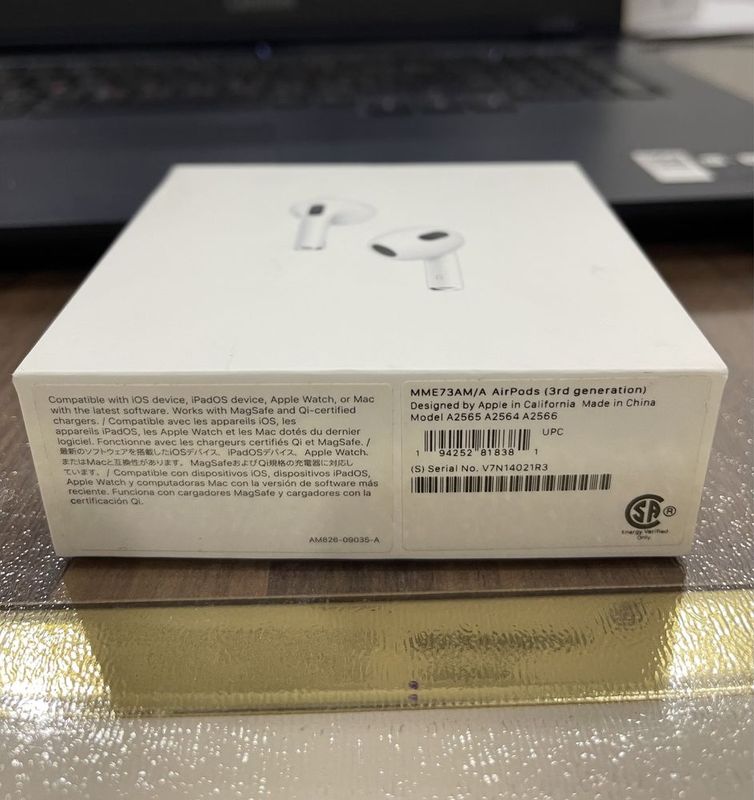 Compatible with iOS device, iPadOS device, Apple Watch, or Mac
with the latest software. Works with MagSafe and Qi-certified
chargers. / Compatible avec les appareils iOS, les
appareils iPadOS, les Apple Watch et les Mac dotés du dernier
logiciel. Fonctionne avec les chargeurs certifiés Qi et MagSafe. /
最新のソフトウェアを搭載したiOSデバイス、iPadOSデバイス、Apple Watch、
またはMacと互換性があります。MagSafeおよびQi規格の充電器に対応し
ています。/ Compatible con dispositivos iOS, dispositivos iPadOS,
Apple Watch y computadoras Mac con la versión de software más
reciente. Funciona con cargadores MagSafe y cargadores con la
certificación Qi.
AM826-09035-A
MME73AM/A AirPods (3rd generation)
Designed by Apple in California Made in China
Model A2565 A2564 A2566
UPC
1 94252 81838 1
(S) Serial No. V7N14021R3
SA ®
Energy Verified
Only